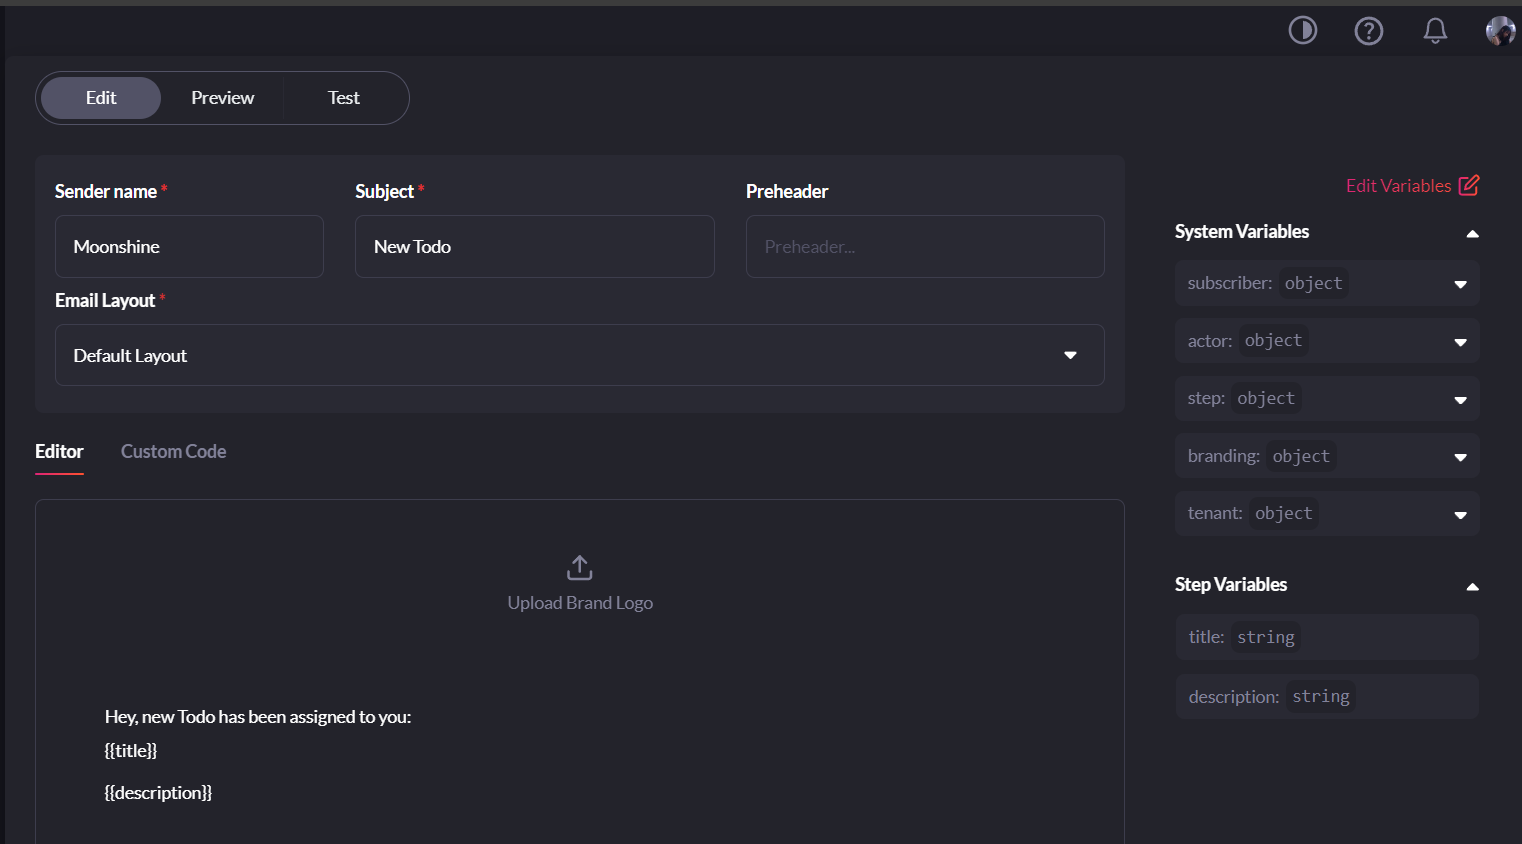 Edit
Preview
Test
Sender name *
Subject *
Preheader
Moonshine
New Todo
Preheader...
Email Layout *
Default Layout
Editor
Custom Code
Upload Brand Logo
Hey, new Todo has been assigned to you:
{{title}}
{{description}}
Edit Variables
System Variables
subscriber: object
actor: object
step: object
branding: object
tenant: object
Step Variables
title: string
description: string